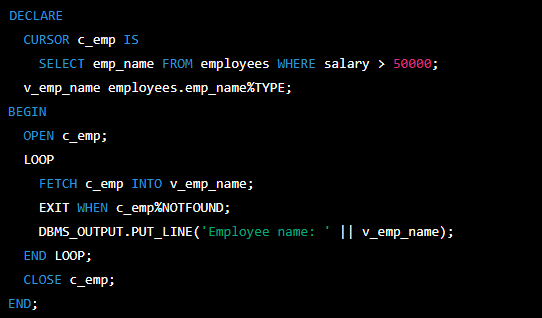 DECLARE
CURSOR c_emp IS
SELECT emp_name FROM employees WHERE salary > 50000;
v_emp_name employees.emp_name%TYPE;
BEGIN
OPEN c_emp;
LOOP
FETCH c_emp INTO v_emp_name;
EXIT WHEN c_emp%NOTFOUND;
DBMS_OUTPUT.PUT_LINE('Employee name: ' || v_emp_name);
END LOOP;
CLOSE c_emp;
END;